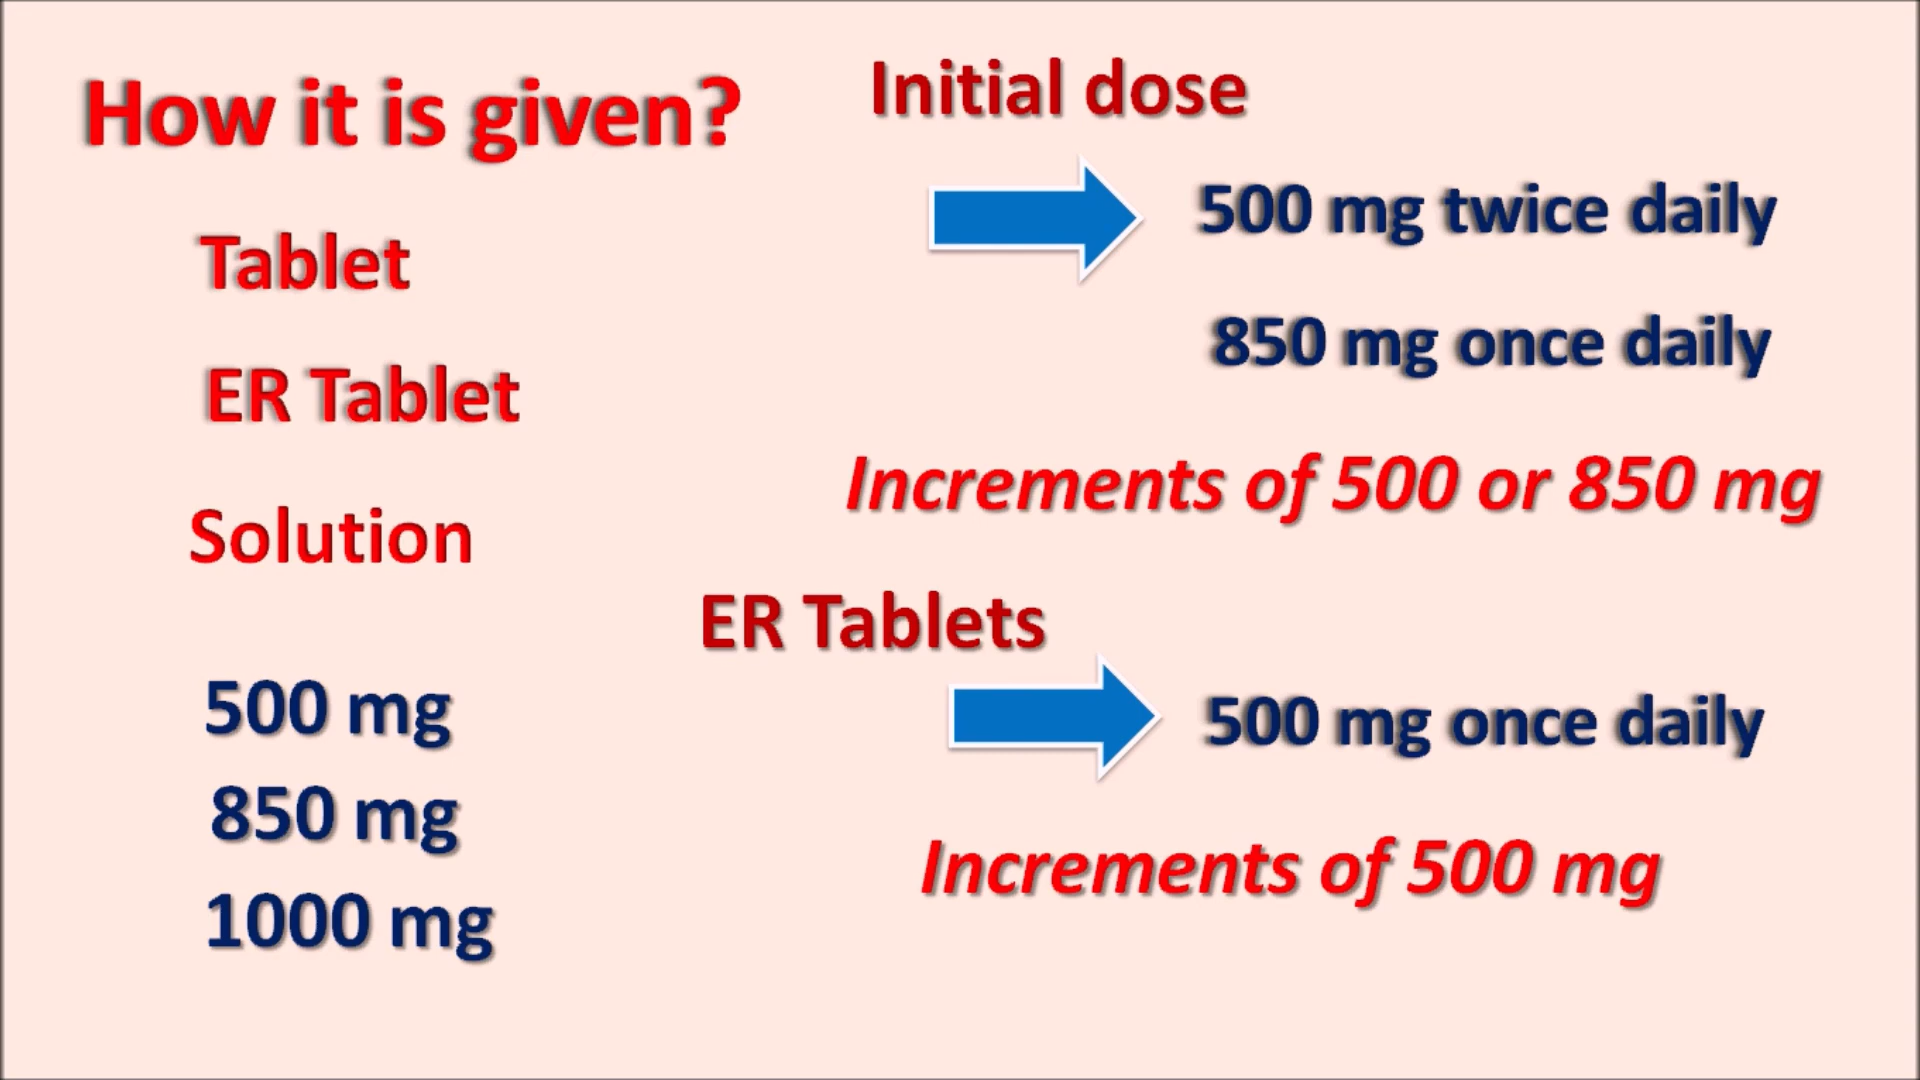 How it is given?
Tablet
ER Tablet
Solution
500 mg
850 mg
1000 mg
Initial dose
500 mg twice daily
850 mg once daily
Increments of 500 or 850 mg
ER Tablets
500 mg once daily
Increments of 500 mg